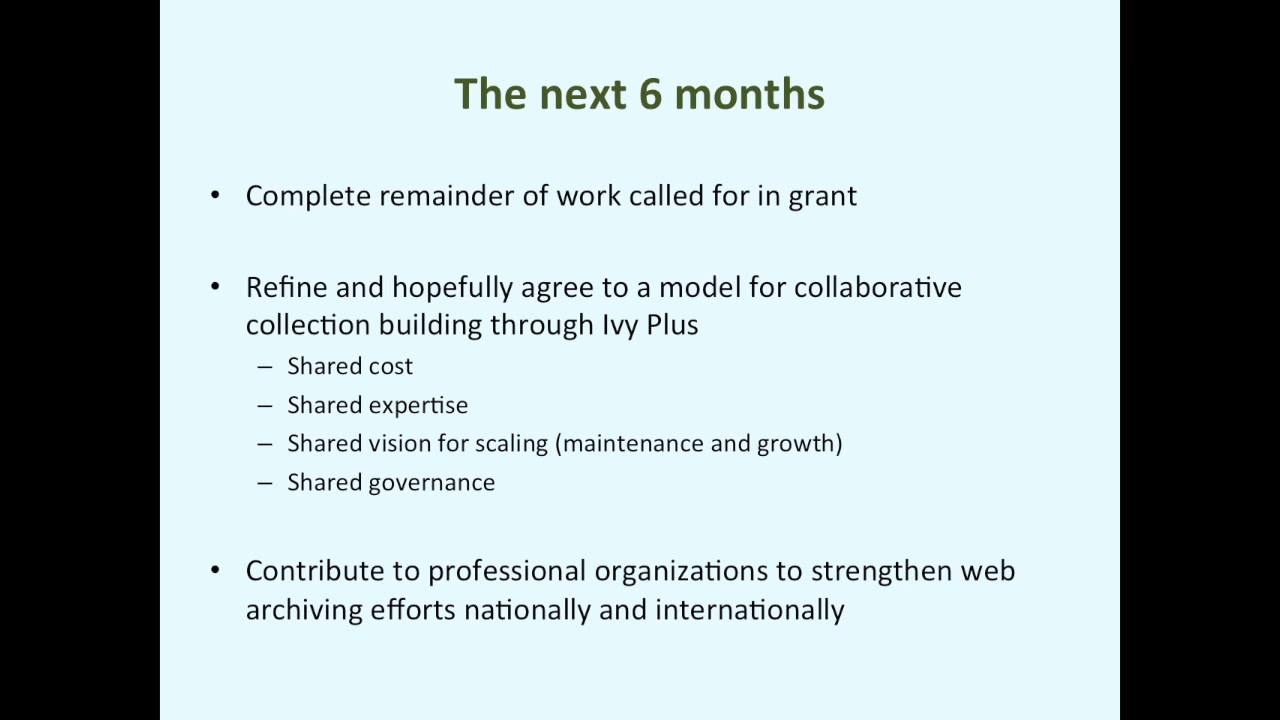 The next 6 months
• Complete remainder of work called for in grant
• Refine and hopefully agree to a model for collaborative
collection building through Ivy Plus
– Shared cost
– Shared expertise
– Shared vision for scaling (maintenance and growth)
– Shared governance
• Contribute to professional organizations to strengthen web
archiving efforts nationally and internationally